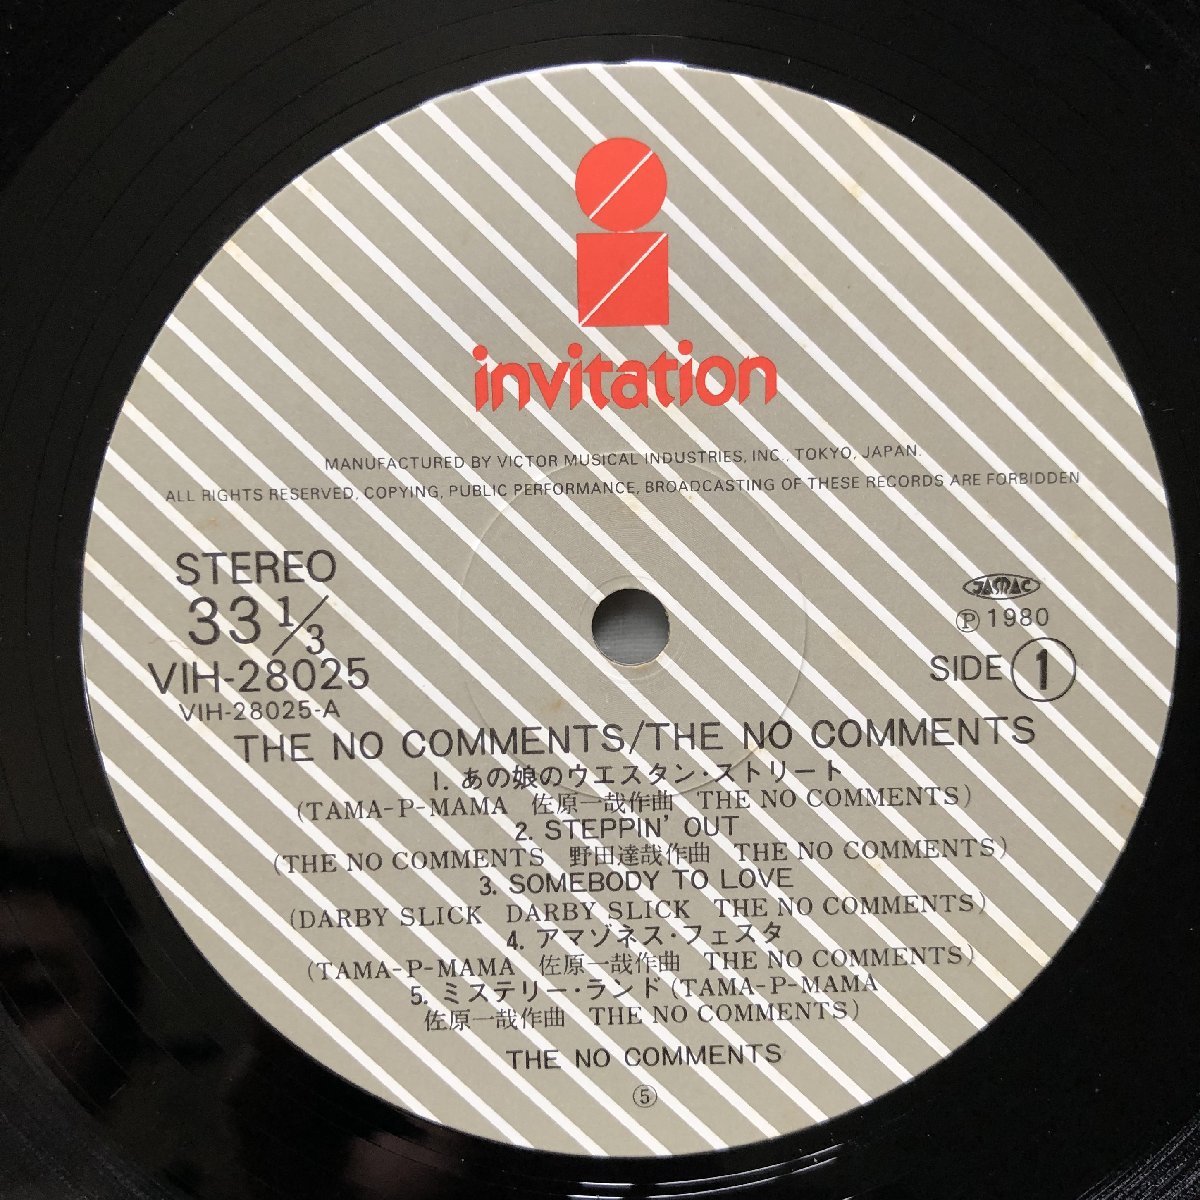 invitation
MANUFACTURED BY VICTOR MUSICAL INDUSTRIES, INC., TOKYO, JAPAN.
ALL RIGHTS RESERVED, COPYING, PUBLIC PERFORMANCE, BROADCASTING OF THESE RECORDS ARE FORBIDDEN
STEREO
33 1/3
VIH-28025
VIH-28025-A
JASRAC
Ⓟ 1980
SIDE 1
THE NO COMMENTS/THE NO COMMENTS
1. あの娘のウエスタン・ストリート
(TAMA-P-MAMA 佐原一哉作曲 THE NO COMMENTS)
2. STEPPIN' OUT
(THE NO COMMENTS 野田達哉作曲 THE NO COMMENTS)
3. SOMEBODY TO LOVE
(DARBY SLICK DARBY SLICK THE NO COMMENTS)
4. アマゾネス・フェスタ
(TAMA-P-MAMA 佐原一哉作曲 THE NO COMMENTS)
5. ミステリー・ランド (TAMA-P-MAMA
佐原一哉作曲 THE NO COMMENTS)
THE NO COMMENTS
⑤